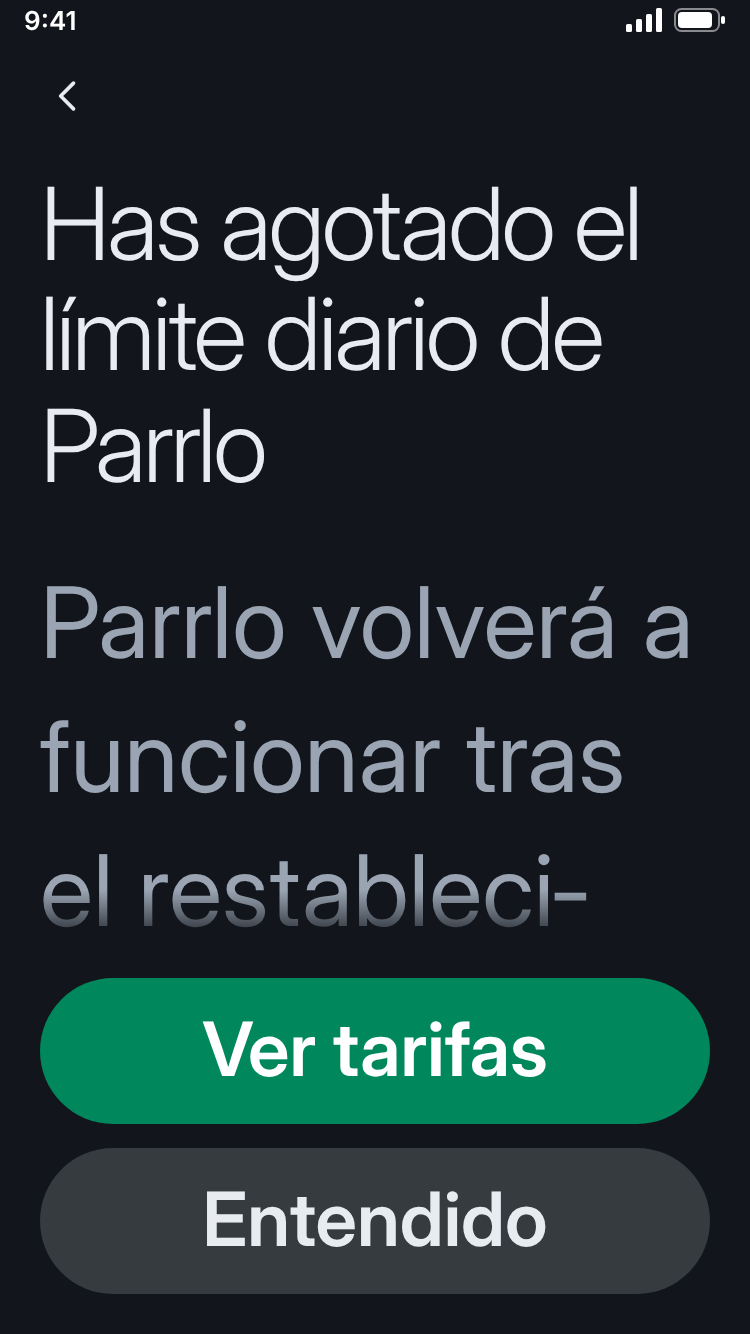 9:41
Has agotado el
límite diario de
Parrlo
Parrlo volverá a
funcionar tras
el restableci-
Ver tarifas
Entendido